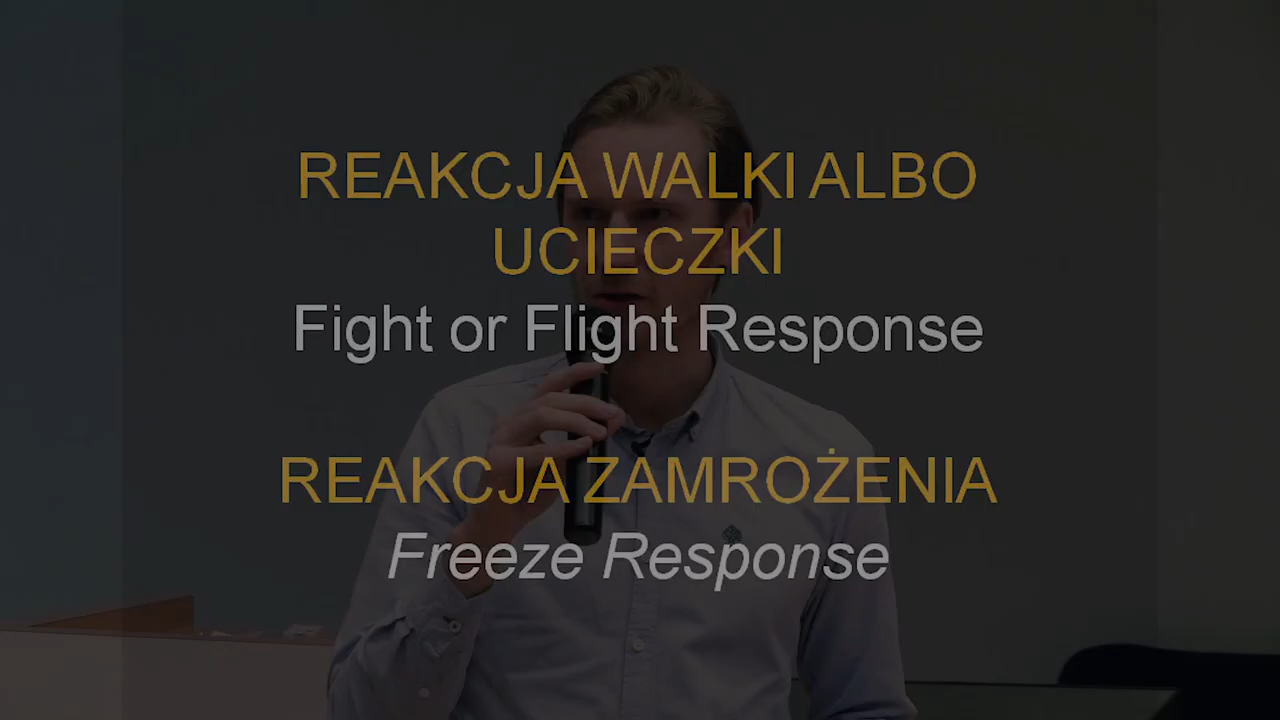 REAKCJA WALKI ALBO
UCIECZKI
Fight or Flight Response
REAKCJA ZAMROŻENIA
Freeze Response